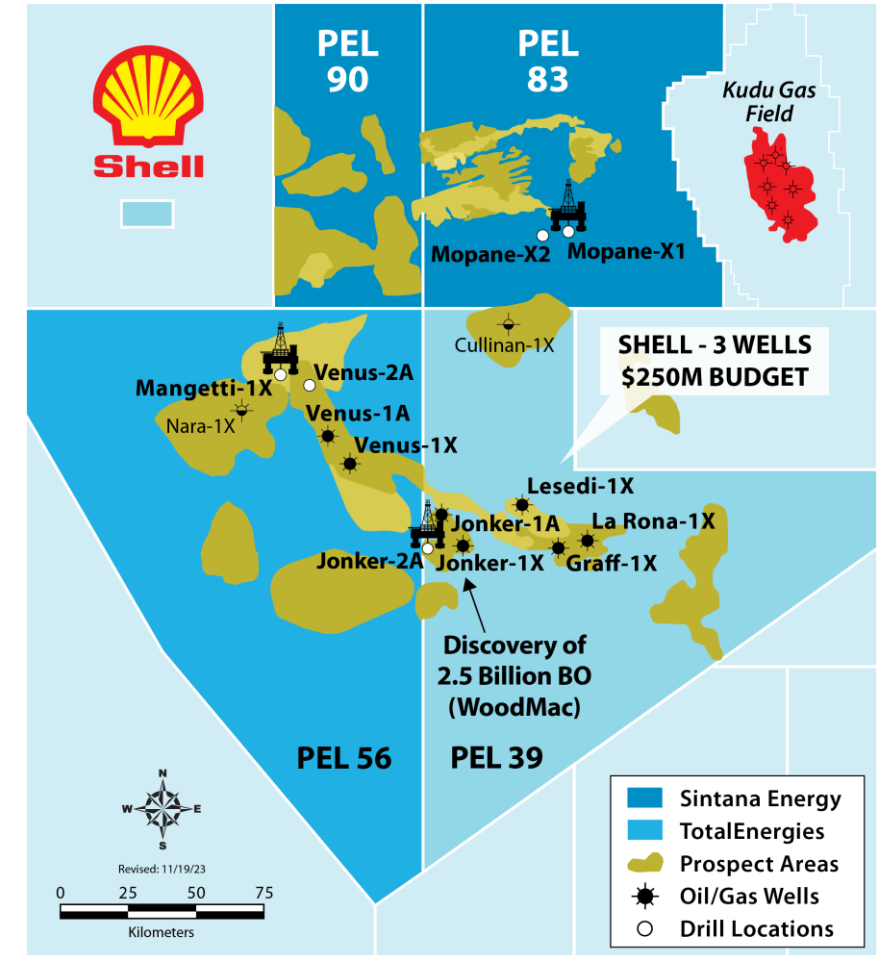 Shell
PEL
90
PEL
83
Kudu Gas
Field
Mopane-X2
Mopane-X1
Cullinan-1X
SHELL - 3 WELLS
$250M BUDGET
Venus-2A
Mangetti-1X
Nara-1X
Venus-1A
Venus-1X
Lesedi-1X
Jonker-1A
La Rona-1X
Jonker-2A
Jonker-1X
Graff-1X
Discovery of
2.5 Billion BO
(WoodMac)
PEL 56
PEL 39
N
W
E
S
Revised: 11/19/23
0
25
50
75
Kilometers
Sintana Energy
TotalEnergies
Prospect Areas
Oil/Gas Wells
Drill Locations